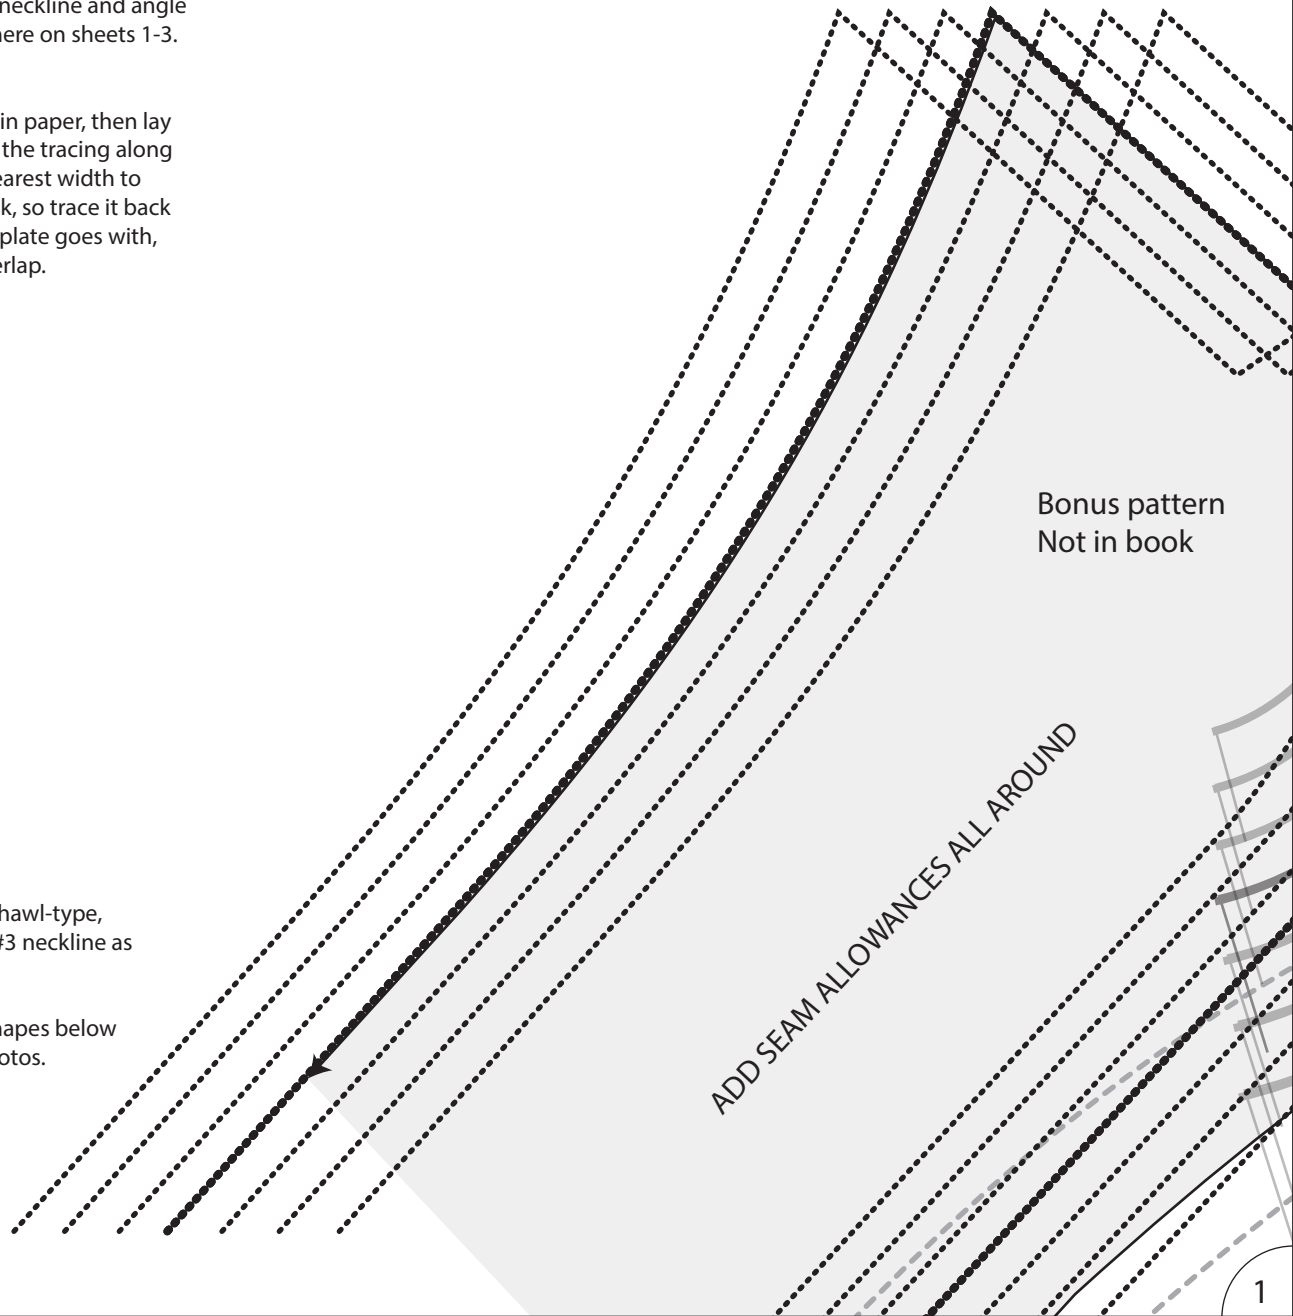 neckline and angle
here on sheets 1-3.
in paper, then lay
the tracing along
earest width to
k, so trace it back
plate goes with,
erlap.
Bonus pattern
Not in book
ADD SEAM ALLOWANCES ALL AROUND
hawl-type,
#3 neckline as
hapes below
otos.
1